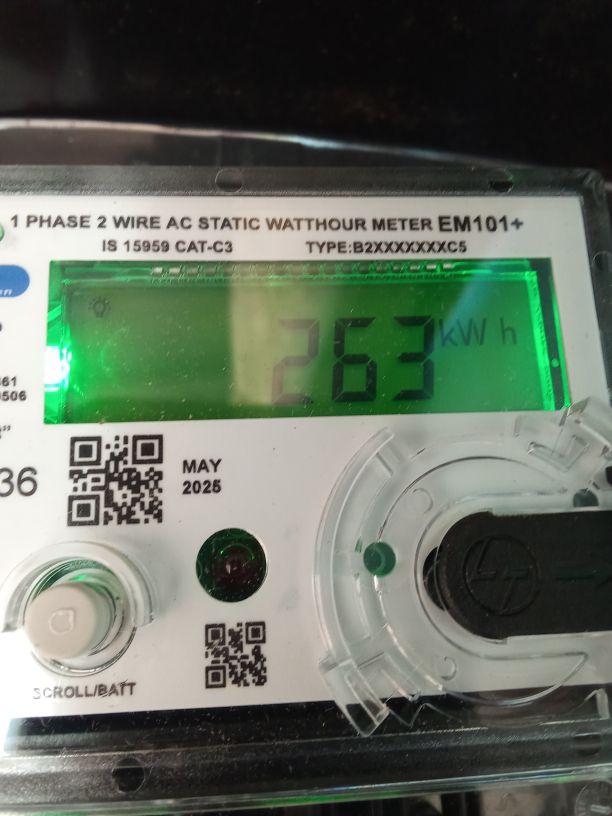 1 PHASE 2 WIRE AC STATIC WATTHOUR METER EM101+
IS 15959 CAT-C3 TYPE:B2XXXXXXXC5
263 kW h
36
MAY
2025
SCROLL/BATT